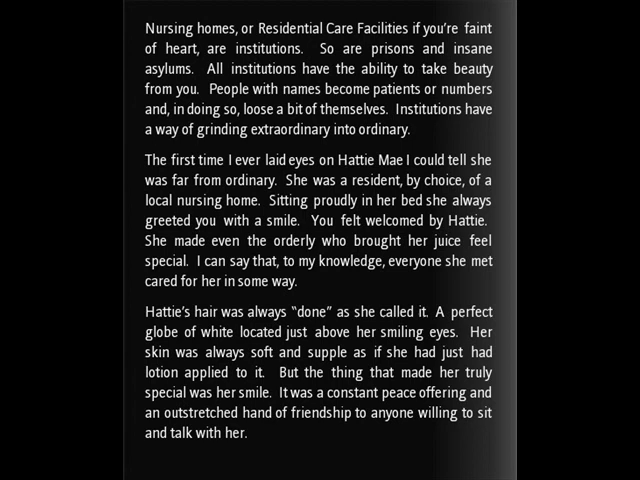 Nursing homes, or Residential Care Facilities if you're faint
of heart, are institutions. So are prisons and insane
asylums. All institutions have the ability to take beauty
from you. People with names become patients or numbers
and, in doing so, loose a bit of themselves. Institutions have
a way of grinding extraordinary into ordinary.
The first time I ever laid eyes on Hattie Mae I could tell she
was far from ordinary. She was a resident, by choice, of a
local nursing home. Sitting proudly in her bed she always
greeted you with a smile. You felt welcomed by Hattie.
She made even the orderly who brought her juice feel
special. I can say that, to my knowledge, everyone she met
cared for her in some way.
Hattie's hair was always "done" as she called it. A perfect
globe of white located just above her smiling eyes. Her
skin was always soft and supple as if she had just had
lotion applied to it. But the thing that made her truly
special was her smile. It was a constant peace offering and
an outstretched hand of friendship to anyone willing to sit
and talk with her.